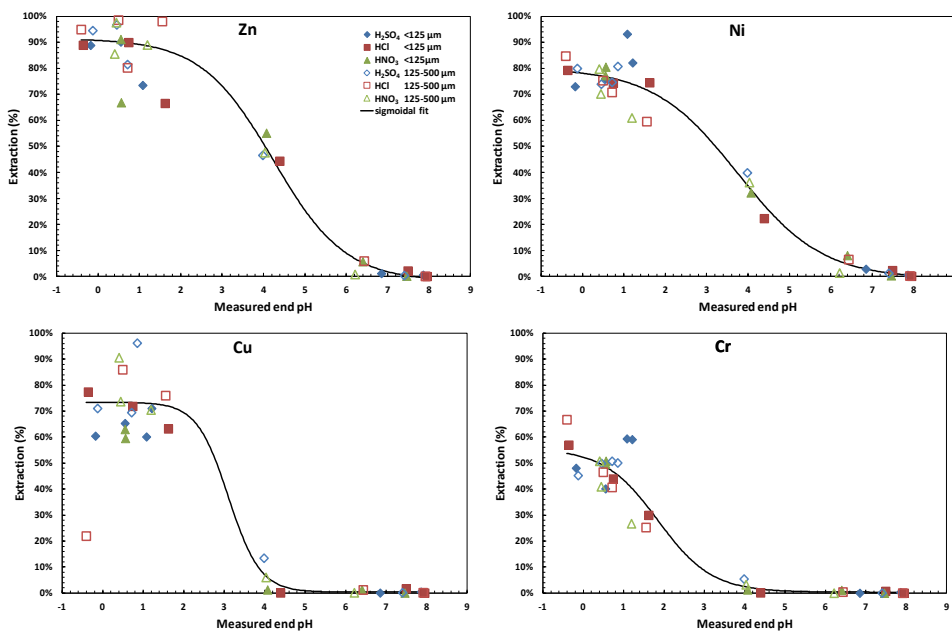 Zn
Extraction (%)
100%
90%
80%
70%
60%
50%
40%
30%
20%
10%
0%
-1 0 1 2 3 4 5 6 7 8 9
Measured end pH
H₂SO₄ <125 µm
HCl <125 µm
HNO₃ <125µm
H₂SO₄ 125-500 µm
HCl 125-500 µm
HNO₃ 125-500 µm
sigmoidal fit
Ni
Extraction (%)
100%
90%
80%
70%
60%
50%
40%
30%
20%
10%
0%
-1 0 1 2 3 4 5 6 7 8 9
Measured end pH
Cu
Extraction (%)
100%
90%
80%
70%
60%
50%
40%
30%
20%
10%
0%
-1 0 1 2 3 4 5 6 7 8 9
Measured end pH
Cr
Extraction (%)
100%
90%
80%
70%
60%
50%
40%
30%
20%
10%
0%
-1 0 1 2 3 4 5 6 7 8 9
Measured end pH